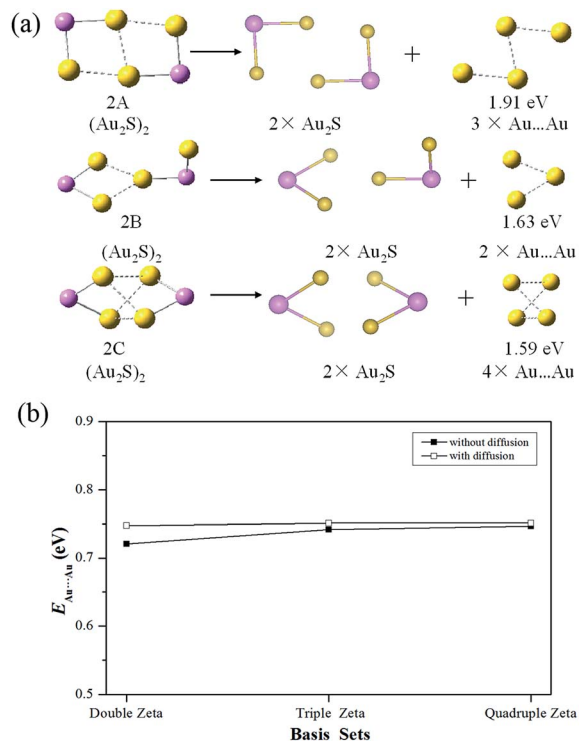 (a)
+
2A 1.91 eV
(Au₂S)₂ 2× Au₂S 3 × Au...Au
+
2B 1.63 eV
(Au₂S)₂ 2× Au₂S 2 × Au...Au
+
2C 1.59 eV
(Au₂S)₂ 2× Au₂S 4× Au...Au
(b)
0.9
without diffusion
with diffusion
0.8
0.7
0.6
0.5
E Au...Au (eV)
Double Zeta Triple Zeta Quadruple Zeta
Basis Sets